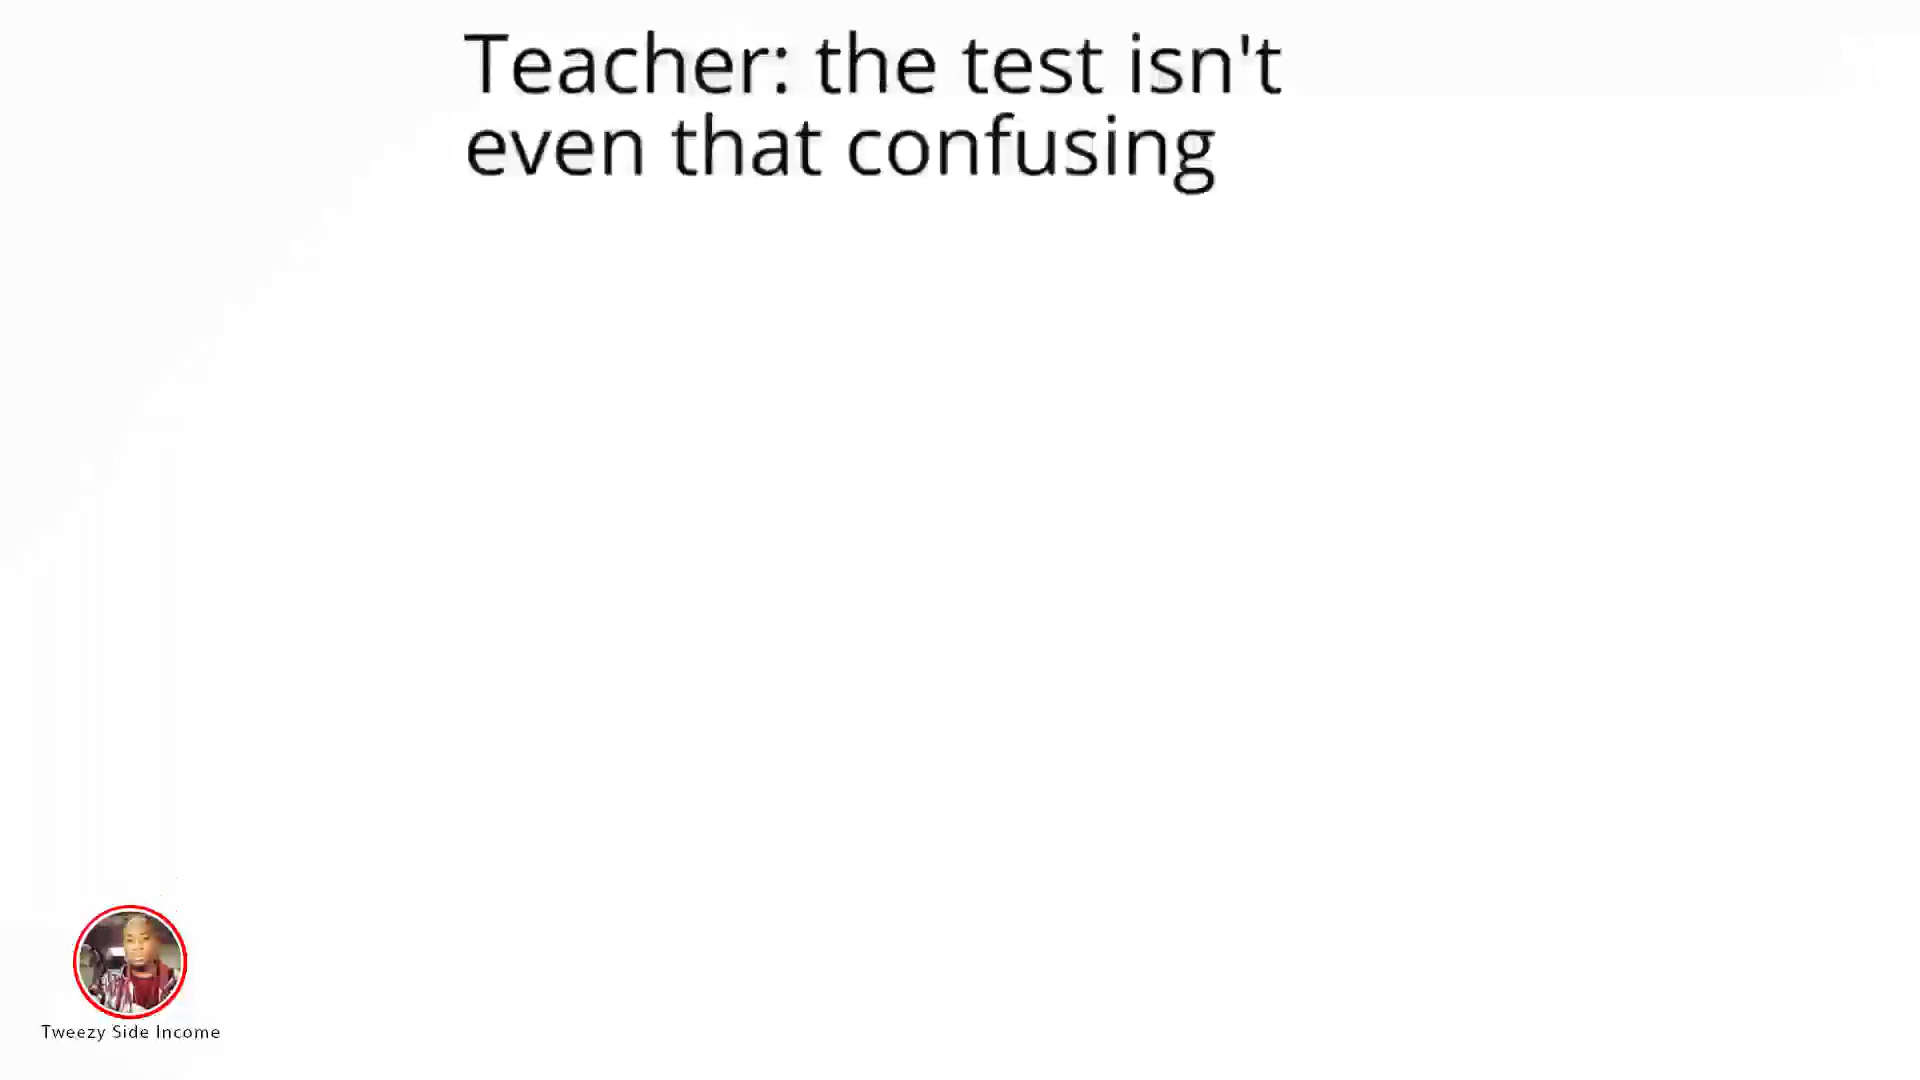 Teacher: the test isn't
even that confusing
Tweezy Side Income